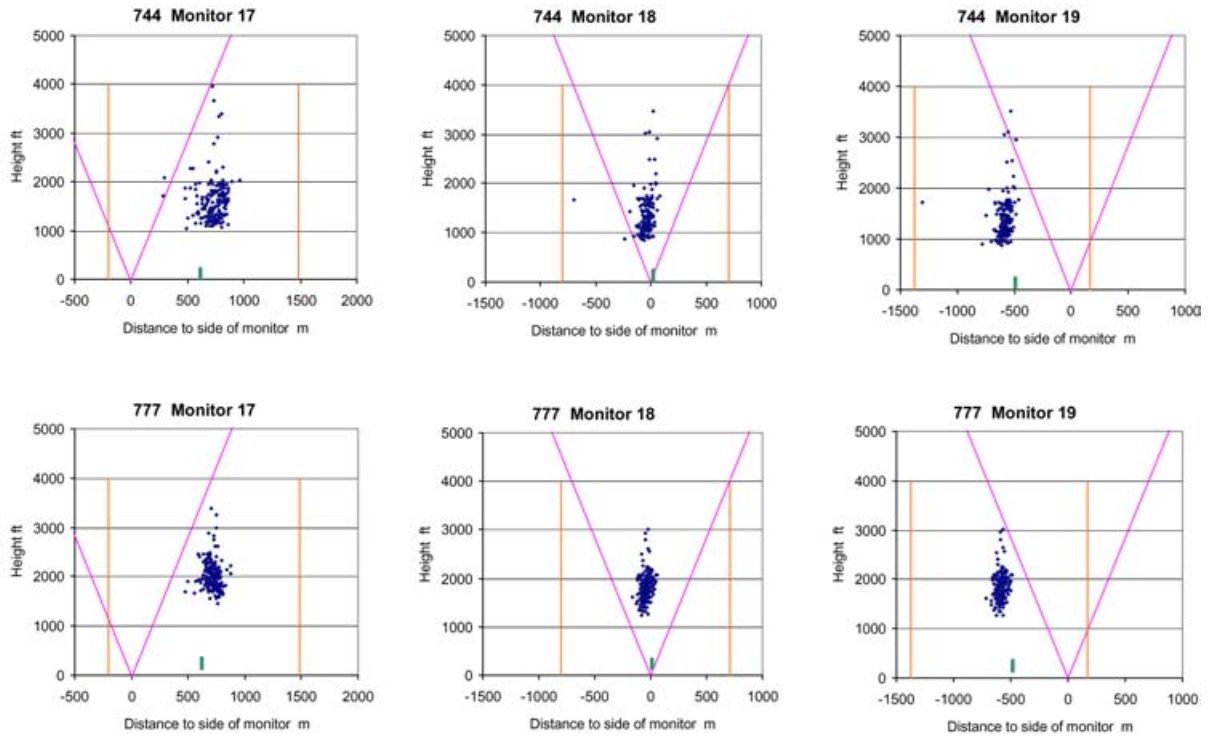 744 Monitor 17
744 Monitor 18
744 Monitor 19
5000
4000
3000
2000
1000
0
Height ft
-500 0 500 1000 1500 2000
Distance to side of monitor m
5000
4000
3000
2000
1000
0
Height ft
-1500 -1000 -500 0 500 1000
Distance to side of monitor m
5000
4000
3000
2000
1000
0
Height ft
-1500 -1000 -500 0 500 1000
Distance to side of monitor m
777 Monitor 17
777 Monitor 18
777 Monitor 19
5000
4000
3000
2000
1000
0
Height ft
-500 0 500 1000 1500 2000
Distance to side of monitor m
5000
4000
3000
2000
1000
0
Height ft
-1500 -1000 -500 0 500 1000
Distance to side of monitor m
5000
4000
3000
2000
1000
0
Height ft
-1500 -1000 -500 0 500 1000
Distance to side of monitor m